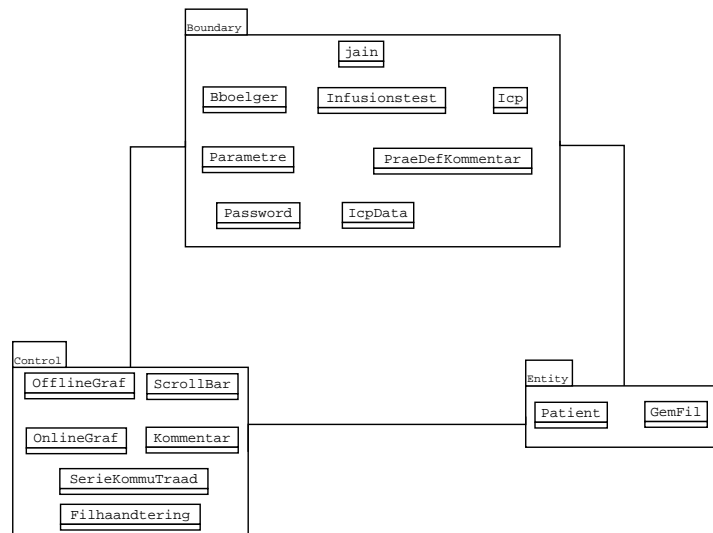 Boundary
jain
Bboelger Infusionstest Icp
Parametre PraeDefKommentar
Password IcpData
Control
OfflineGraf ScrollBar
OnlineGraf Kommentar
SerieKommuTraad
Filhaandtering
Entity
Patient GemFil